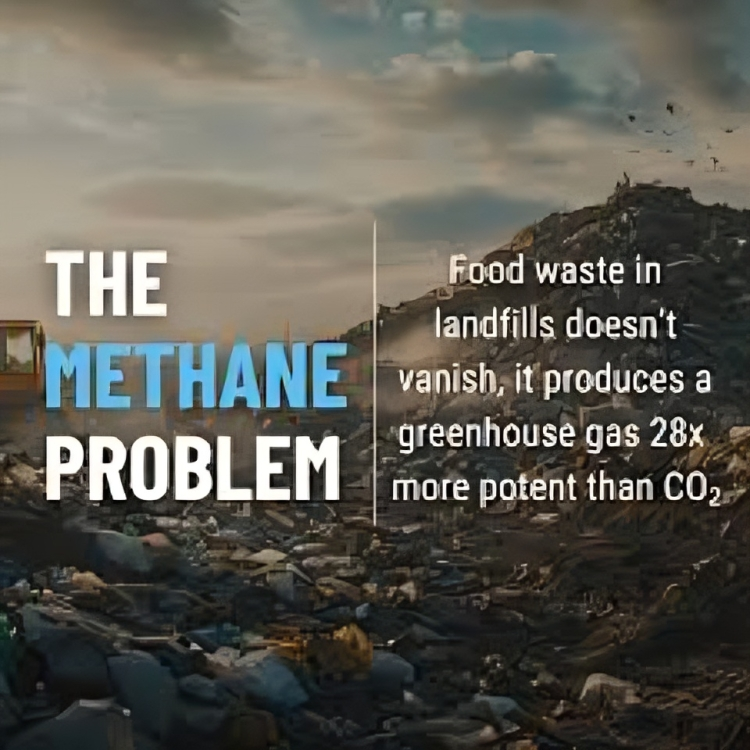 THE
METHANE
PROBLEM
Food waste in
landfills doesn't
vanish, it produces a
greenhouse gas 28x
more potent than CO₂